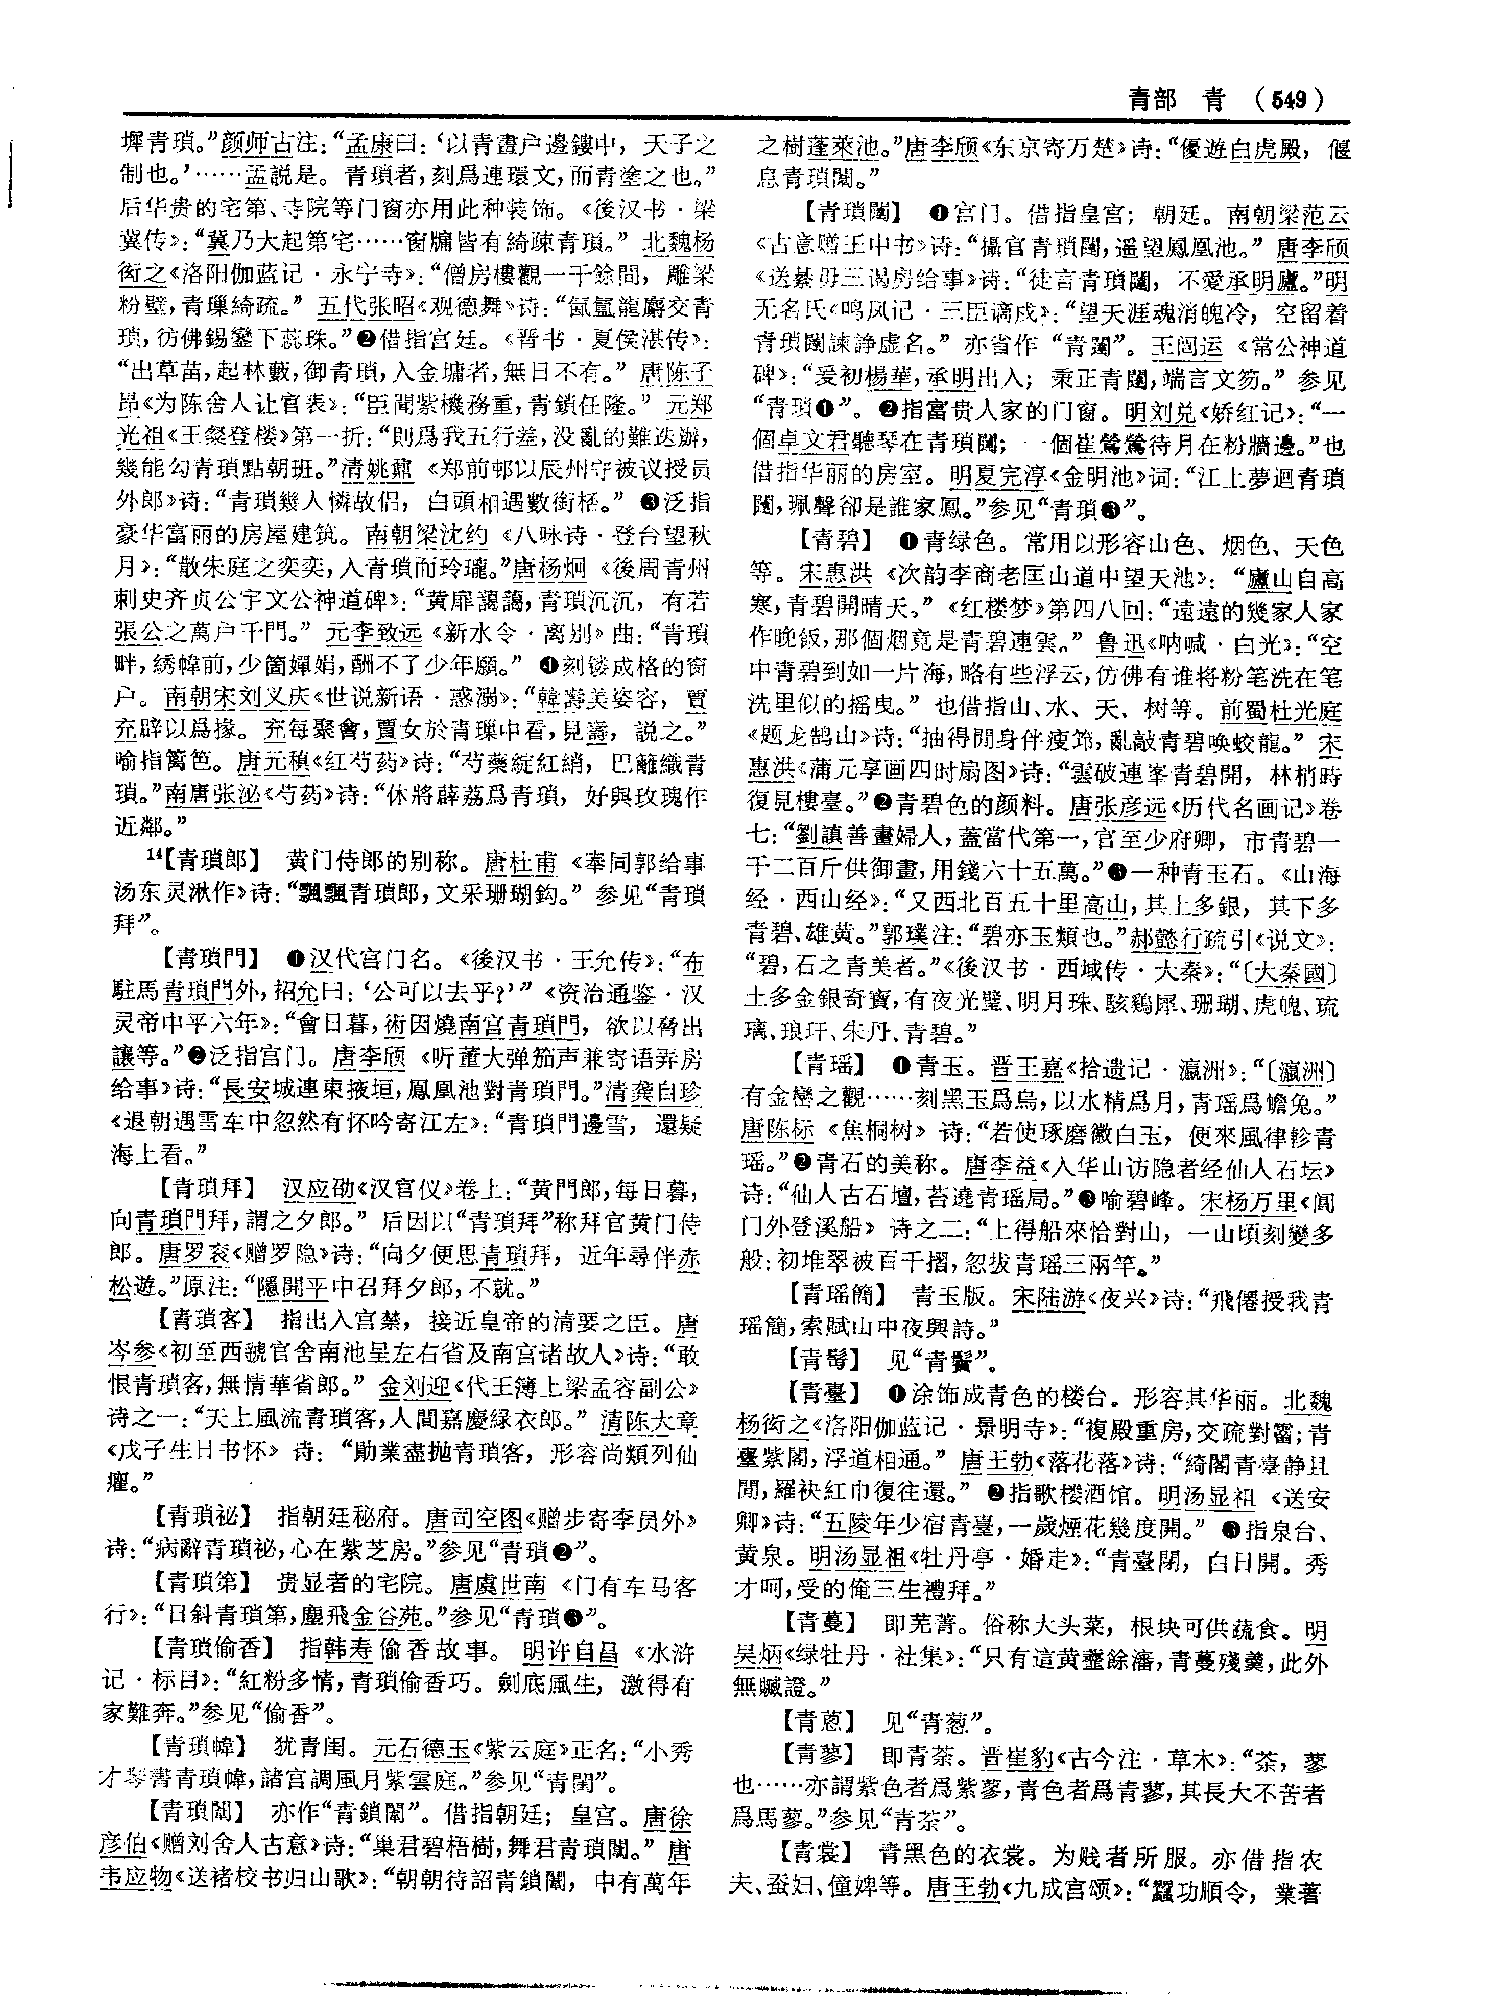 青部　青　（549）
墀青瑣。”颜师古注：“孟康曰：‘以青畫户邊鏤中，天子之
制也。’……孟説是。青瑣者，刻爲連環文，而青塗之也。”
后华贵的宅第、寺院等门窗亦用此种装饰。《後汉书·梁
冀传》：“冀乃大起第宅……窗牖皆有綺疎青瑣。”北魏杨
衒之《洛阳伽蓝记·永宁寺》：“僧房樓觀一千餘間，雕梁
粉壁，青璅綺疏。”五代张昭《观德舞》诗：“氤氲龍麝交青
瑣，彷佛錫鑾下蕊珠。”❷借指宫廷。《晋书·夏侯湛传》：
“出草苗，起林藪，御青瑣，入金墉者，無日不有。”唐陈子
昂《为陈舍人让官表》：“臣聞紫機務重，青鎖任隆。”元郑
光祖《王粲登楼》第一折：“則爲我五行差，没亂的難迭辦，
幾能勾青瑣點朝班。”清姚鼐《郑前邨以辰州守被议授员
外郎》诗：“青瑣幾人憐故侣，白頭相遇數銜桮。”❸泛指
豪华富丽的房屋建筑。南朝梁沈约《八咏诗·登台望秋
月》：“散朱庭之奕奕，入青瑣而玲瓏。”唐杨炯《後周青州
刺史齐贞公宇文公神道碑》：“黄扉藹藹，青瑣沉沉，有若
張公之萬户千門。”元李致远《新水令·离别》曲：“青瑣
畔，綉幃前，少箇嬋娟，酬不了少年願。”❹刻镂成格的窗
户。南朝宋刘义庆《世说新语·惑溺》：“韓壽美姿容，賈
充辟以爲掾。充每聚會，賈女於青璅中看，見壽，説之。”
喻指篱笆。唐元稹《红芍药》诗：“芍藥綻紅綃，巴籬織青
瑣。”南唐张泌《芍药》诗：“休將薜荔爲青瑣，好與玫瑰作
近鄰。”
14【青瑣郎】　黄门侍郎的别称。唐杜甫《奉同郭给事
汤东灵湫作》诗：“飄飄青瑣郎，文采珊瑚鈎。”参见“青瑣
拜”。
【青瑣門】　❶汉代宫门名。《後汉书·王允传》：“布
駐馬青瑣門外，招允曰：‘公可以去乎？’”《资治通鉴·汉
灵帝中平六年》：“會日暮，術因燒南宫青瑣門，欲以脅出
讓等。”❷泛指宫门。唐李颀《听董大弹笳声兼寄语弄房
给事》诗：“長安城連東掖垣，鳳凰池對青瑣門。”清龚自珍
《退朝遇雪车中忽然有怀吟寄江左》：“青瑣門邊雪，還疑
海上看。”
【青瑣拜】　汉应劭《汉官仪》卷上：“黄門郎，每日暮，
向青瑣門拜，謂之夕郎。”后因以“青瑣拜”称拜官黄门侍
郎。唐罗衮《赠罗隐》诗：“向夕便思青瑣拜，近年尋伴赤
松遊。”原注：“隱開平中召拜夕郎，不就。”
【青瑣客】　指出入宫禁，接近皇帝的清要之臣。唐
岑参《初至西虢官舍南池呈左右省及南宫诸故人》诗：“敢
恨青瑣客，無情華省郎。”金刘迎《代王簿上梁孟容副公》
诗之一：“天上風流青瑣客，人間嘉慶緑衣郎。”清陈大章
《戊子生日书怀》诗：“勛業盡抛青瑣客，形容尚類列仙
癯。”
【青瑣祕】　指朝廷秘府。唐司空图《赠步寄李员外》
诗：“病辭青瑣祕，心在紫芝房。”参见“青瑣❷”。
【青瑣第】　贵显者的宅院。唐虞世南《门有车马客
行》：“日斜青瑣第，塵飛金谷苑。”参见“青瑣❸”。
【青瑣偷香】　指韩寿偷香故事。明许自昌《水浒
记·标目》：“紅粉多情，青瑣偷香巧。劍底風生，激得有
家難奔。”参见“偷香”。
【青瑣幃】　犹青闺。元石德玉《紫云庭》正名：“小秀
才琴書青瑣幃，諸宫調風月紫雲庭。”参见“青閨”。
【青瑣闈】　亦作“青鎖闈”。借指朝廷；皇宫。唐徐
彦伯《赠刘舍人古意》诗：“巢君碧梧樹，舞君青瑣闈。”唐
韦应物《送褚校书归山歌》：“朝朝待詔青鎖闈，中有萬年
之樹蓬萊池。”唐李颀《东京寄万楚》诗：“優遊白虎殿，偃
息青瑣闈。”
【青瑣闥】　❶宫门。借指皇宫；朝廷。南朝梁范云
《古意赠王中书》诗：“攝官青瑣闥，遥望鳳凰池。”唐李颀
《送綦毋三谒房给事》诗：“徒言青瑣闥，不愛承明廬。”明
无名氏《鸣凤记·三臣谪戍》：“望天涯魂消魄冷，空留着
青瑣闥諫諍虚名。”亦省作“青闥”。王闿运《常公神道
碑》：“爰初楊華，承明出入；乘正青闥，端言文笏。”参见
“青瑣❶”。❷指富贵人家的门窗。明刘兑《娇红记》：“一
個卓文君聽琴在青瑣闥；一個崔鶯鶯待月在粉牆邊。”也
借指华丽的房室。明夏完淳《金明池》词：“江上夢迴青瑣
闥，珮聲卻是誰家鳳。”参见“青瑣❸”。
【青碧】　❶青绿色。常用以形容山色、烟色、天色
等。宋惠洪《次韵李商老匡山道中望天池》：“廬山自高
寒，青碧開晴天。”《红楼梦》第四八回：“遠遠的幾家人家
作晚飯，那個烟竟是青碧連雲。”鲁迅《呐喊·白光》：“空
中青碧到如一片海，略有些浮云，仿佛有谁将粉笔洗在笔
洗里似的摇曳。”也借指山、水、天、树等。前蜀杜光庭
《题龙鹄山》诗：“抽得閒身伴瘦筇，亂敲青碧唤蛟龍。”宋
惠洪《蒲元亨画四时扇图》诗：“雲破連峯青碧開，林梢時
復見樓臺。”❷青碧色的颜料。唐张彦远《历代名画记》卷
七：“劉瑱善畫婦人，蓋當代第一，官至少府卿，市青碧一
千二百斤供御畫，用錢六十五萬。”❸一种青玉石。《山海
经·西山经》：“又西北百五十里高山，其上多銀，其下多
青碧、雄黄。”郭璞注：“碧亦玉類也。”郝懿行疏引《说文》：
“碧，石之青美者。”《後汉书·西域传·大秦》：“〔大秦國〕
土多金銀奇寶，有夜光璧、明月珠、駭鷄犀、珊瑚、虎魄、琉
璃、琅玕、朱丹、青碧。”
【青瑶】　❶青玉。晋王嘉《拾遗记·瀛洲》：“〔瀛洲〕
有金巒之觀……刻黑玉爲烏，以水精爲月，青瑶爲蟾兔。”
唐陈标《焦桐树》诗：“若使琢磨徽白玉，便來風律軫青
瑶。”❷青石的美称。唐李益《入华山访隐者经仙人石坛》
诗：“仙人古石壇，苔遶青瑶局。”❸喻碧峰。宋杨万里《阊
门外登溪船》诗之二：“上得船來恰對山，一山頃刻變多
般：初堆翠被百千摺，忽拔青瑶三兩竿。”
【青瑶簡】　青玉版。宋陆游《夜兴》诗：“飛僊授我青
瑶簡，索賦山中夜興詩。”
【青髩】　见“青鬢”。
【青臺】　❶涂饰成青色的楼台。形容其华丽。北魏
杨衒之《洛阳伽蓝记·景明寺》：“複殿重房，交疏對霤；青
臺紫閣，浮道相通。”唐王勃《落花落》诗：“綺閣青臺静且
閒，羅袂紅巾復往還。”❷指歌楼酒馆。明汤显祖《送安
卿》诗：“五陵年少宿青臺，一歲煙花幾度開。”❸指泉台、
黄泉。明汤显祖《牡丹亭·婚走》：“青臺閉，白日開。秀
才呵，受的俺三生禮拜。”
【青蔓】　即芜菁。俗称大头菜，根块可供蔬食。明
吴炳《绿牡丹·社集》：“只有這黄虀餘瀋，青蔓殘羹，此外
無贓證。”
【青蔥】　见“青葱”。
【青蓼】　即青茶。晋崔豹《古今注·草木》：“荼，蓼
也……亦謂紫色者爲紫蓼，青色者爲青蓼，其長大不苦者
爲馬蓼。”参见“青荼”。
【青裳】　青黑色的衣裳。为贱者所服。亦借指农
夫、蚕妇、僮婢等。唐王勃《九成宫颂》：“蠶功順令，業著